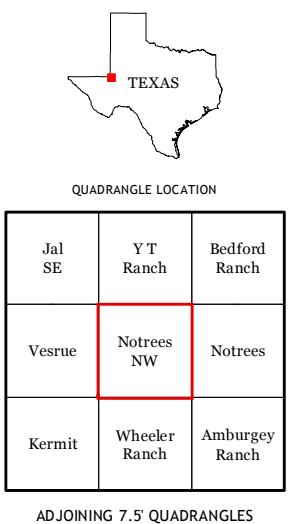 TEXAS
QUADRANGLE LOCATION
Jal
SE
Y T
Ranch
Bedford
Ranch
Vesrue
Notrees
NW
Notrees
Kermit
Wheeler
Ranch
Amburgey
Ranch
ADJOINING 7.5' QUADRANGLES